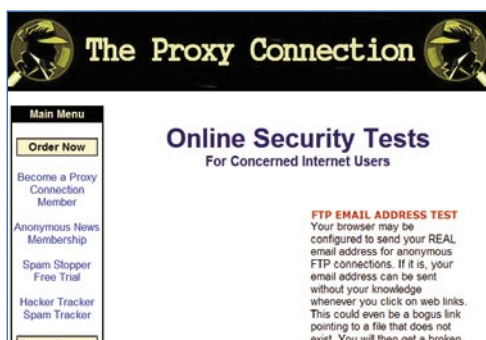 The Proxy Connection
Main Menu
Order Now
Become a Proxy
Connection
Member
Anonymous News
Membership
Spam Stopper
Free Trial
Hacker Tracker
Spam Tracker
Online Security Tests
For Concerned Internet Users
FTP EMAIL ADDRESS TEST
Your browser may be
configured to send your REAL
email address for anonymous
FTP connections. If it is, your
email address can be sent
without your knowledge
whenever you click on web links.
This could even be a bogus link
pointing to a file that does not
exist. You will then get a broken